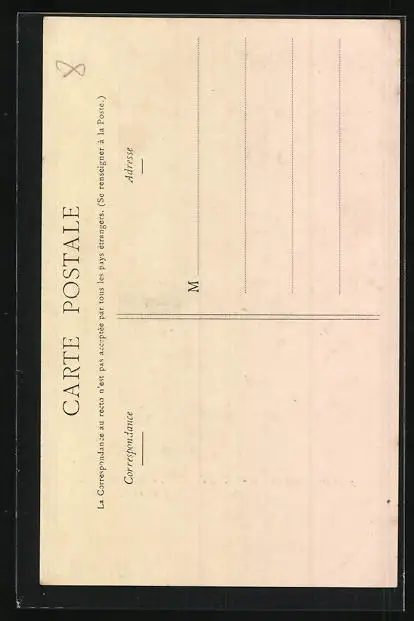 CARTE POSTALE
La Correspondance au recto n'est pas acceptée par tous les pays étrangers. (Se renseigner à la Poste.)
Correspondance
Adresse
M
8